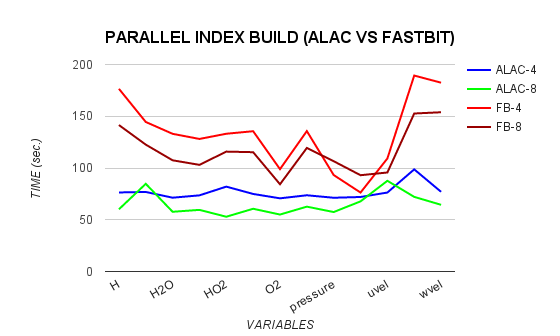 PARALLEL INDEX BUILD (ALAC VS FASTBIT)
200
150
100
50
0
TIME (sec.)
H
H2O
HO2
O2
pressure
uvel
wvel
VARIABLES
ALAC-4
ALAC-8
FB-4
FB-8